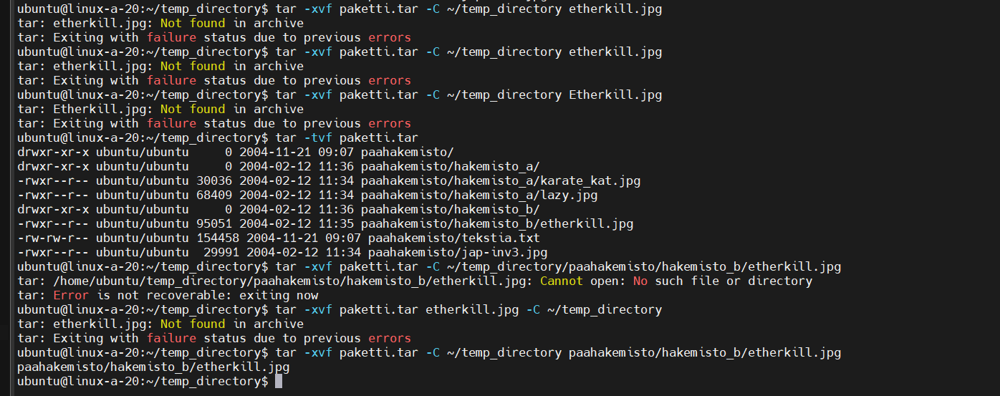 ubuntu@linux-a-20:~/temp_directory$ tar -xvf paketti.tar -C ~/temp_directory etherkill.jpg
tar: etherkill.jpg: Not found in archive
tar: Exiting with failure status due to previous errors
ubuntu@linux-a-20:~/temp_directory$ tar -xvf paketti.tar -C ~/temp_directory etherkill.jpg
tar: etherkill.jpg: Not found in archive
tar: Exiting with failure status due to previous errors
ubuntu@linux-a-20:~/temp_directory$ tar -xvf paketti.tar -C ~/temp_directory Etherkill.jpg
tar: Etherkill.jpg: Not found in archive
tar: Exiting with failure status due to previous errors
ubuntu@linux-a-20:~/temp_directory$ tar -tvf paketti.tar
drwxr-xr-x ubuntu/ubuntu     0 2004-11-21 09:07 paahakemisto/
drwxr-xr-x ubuntu/ubuntu     0 2004-02-12 11:36 paahakemisto/hakemisto_a/
-rwxr--r-- ubuntu/ubuntu 30036 2004-02-12 11:34 paahakemisto/hakemisto_a/karate_kat.jpg
-rwxr--r-- ubuntu/ubuntu 68409 2004-02-12 11:34 paahakemisto/hakemisto_a/lazy.jpg
drwxr-xr-x ubuntu/ubuntu     0 2004-02-12 11:36 paahakemisto/hakemisto_b/
-rwxr--r-- ubuntu/ubuntu 95051 2004-02-12 11:35 paahakemisto/hakemisto_b/etherkill.jpg
-rw-rw-r-- ubuntu/ubuntu 154458 2004-11-21 09:07 paahakemisto/tekstia.txt
-rwxr--r-- ubuntu/ubuntu  29991 2004-02-12 11:34 paahakemisto/jap-inv3.jpg
ubuntu@linux-a-20:~/temp_directory$ tar -xvf paketti.tar -C ~/temp_directory/paahakemisto/hakemisto_b/etherkill.jpg
tar: /home/ubuntu/temp_directory/paahakemisto/hakemisto_b/etherkill.jpg: Cannot open: No such file or directory
tar: Error is not recoverable: exiting now
ubuntu@linux-a-20:~/temp_directory$ tar -xvf paketti.tar etherkill.jpg -C ~/temp_directory
tar: etherkill.jpg: Not found in archive
tar: Exiting with failure status due to previous errors
ubuntu@linux-a-20:~/temp_directory$ tar -xvf paketti.tar -C ~/temp_directory paahakemisto/hakemisto_b/etherkill.jpg
paahakemisto/hakemisto_b/etherkill.jpg
ubuntu@linux-a-20:~/temp_directory$